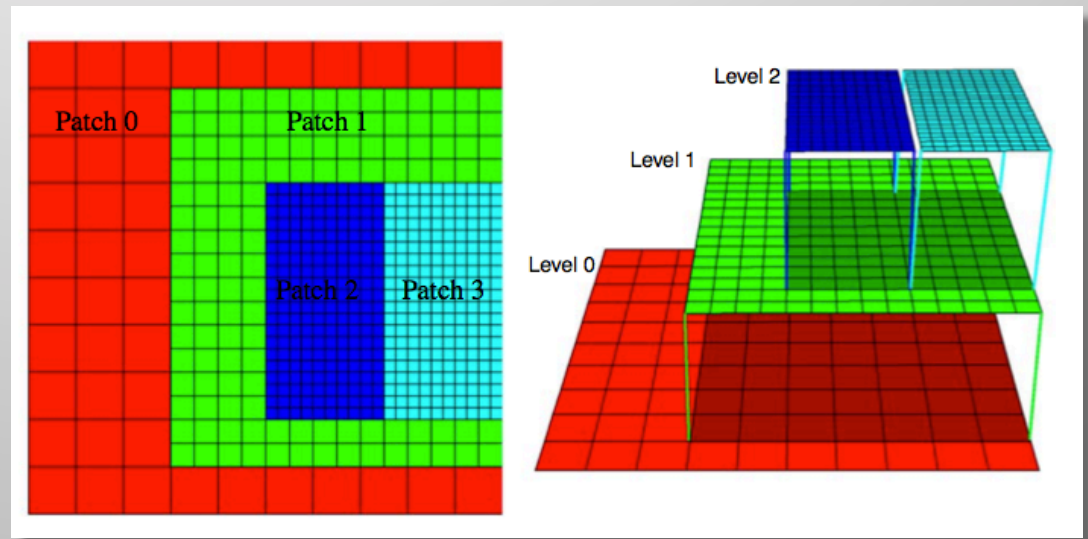 Patch 0
Patch 1
Patch 2
Patch 3
Level 2
Level 1
Level 0